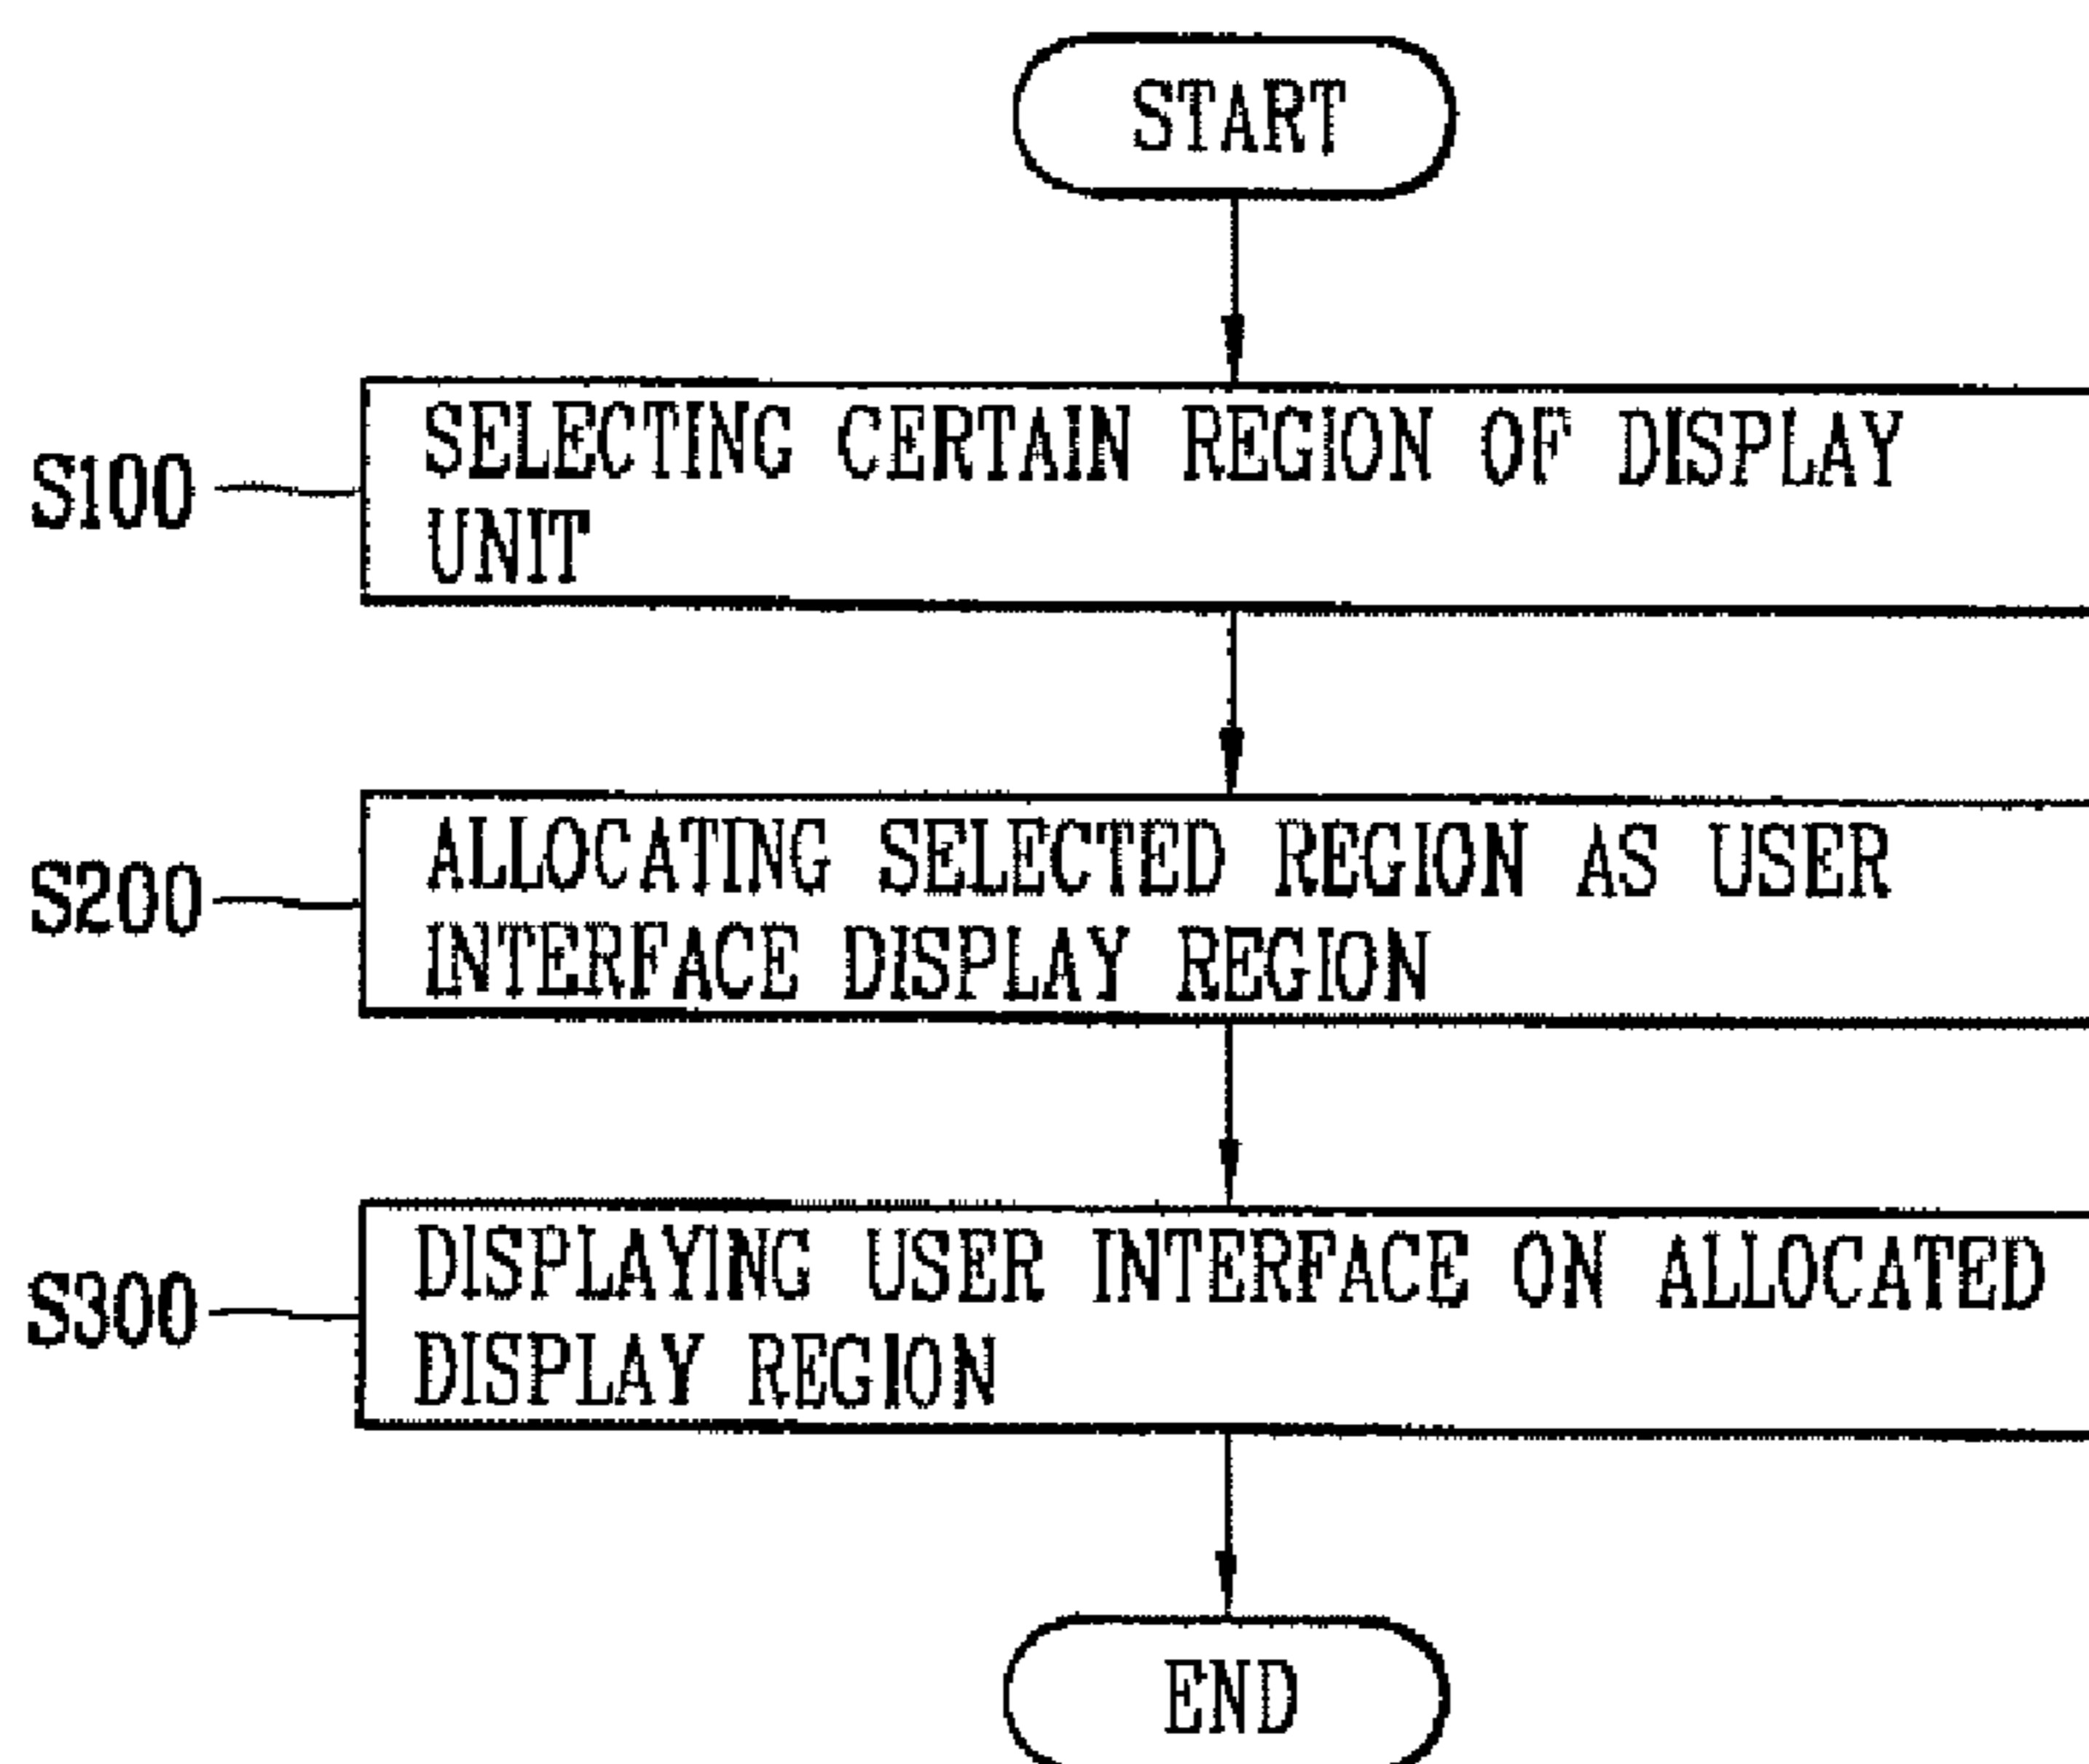 START
S100
SELECTING CERTAIN REGION OF DISPLAY
UNIT
S200
ALLOCATING SELECTED REGION AS USER
INTERFACE DISPLAY REGION
S300
DISPLAYING USER INTERFACE ON ALLOCATED
DISPLAY REGION
END